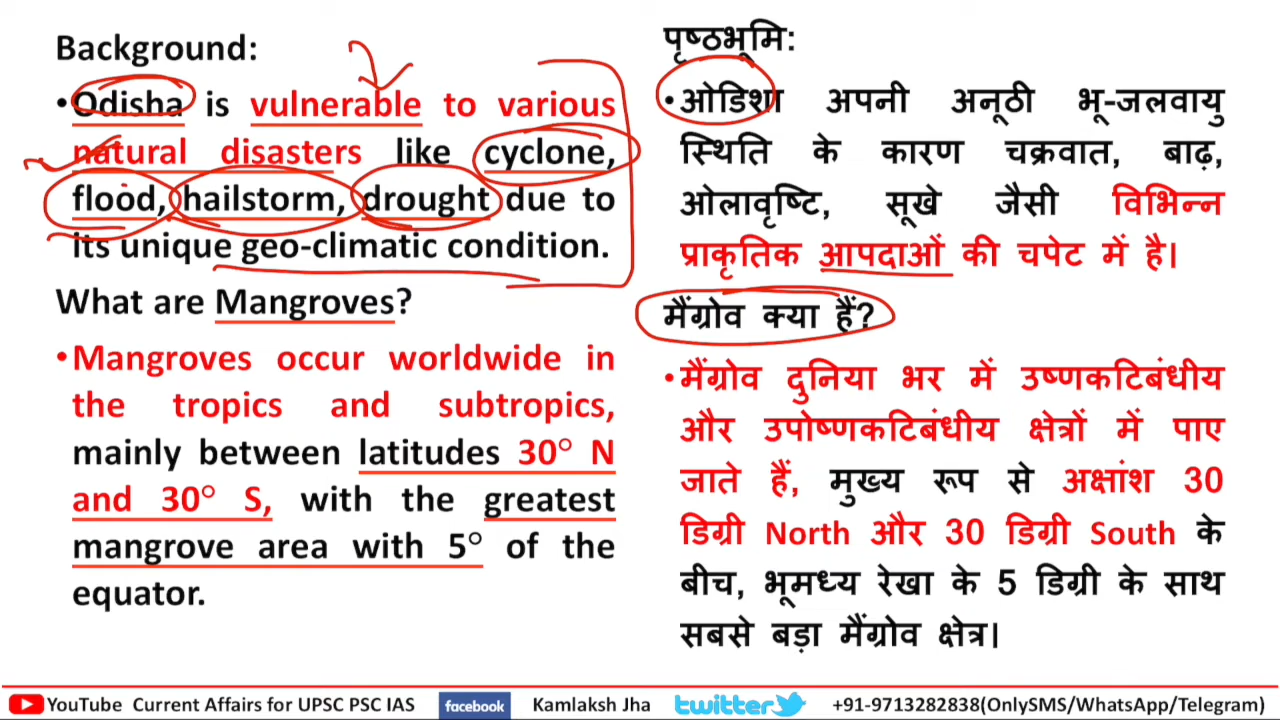 Background:
•Odisha is vulnerable to various
natural disasters like cyclone,
flood, hailstorm, drought due to
its unique geo-climatic condition.
What are Mangroves?
•Mangroves occur worldwide in
the tropics and subtropics,
mainly between latitudes 30° N
and 30° S, with the greatest
mangrove area with 5° of the
equator.
पृष्ठभूमि:
•ओडिशा अपनी अनूठी भू-जलवायु
स्थिति के कारण चक्रवात, बाढ़,
ओलावृष्टि, सूखे जैसी विभिन्न
प्राकृतिक आपदाओं की चपेट में है।
मैंग्रोव क्या हैं?
•मैंग्रोव दुनिया भर में उष्णकटिबंधीय
और उपोष्णकटिबंधीय क्षेत्रों में पाए
जाते हैं, मुख्य रूप से अक्षांश 30
डिग्री North और 30 डिग्री South के
बीच, भूमध्य रेखा के 5 डिग्री के साथ
सबसे बड़ा मैंग्रोव क्षेत्र।
YouTube Current Affairs for UPSC PSC IAS facebook Kamlaksh Jha twitter +91-9713282838(OnlySMS/WhatsApp/Telegram)